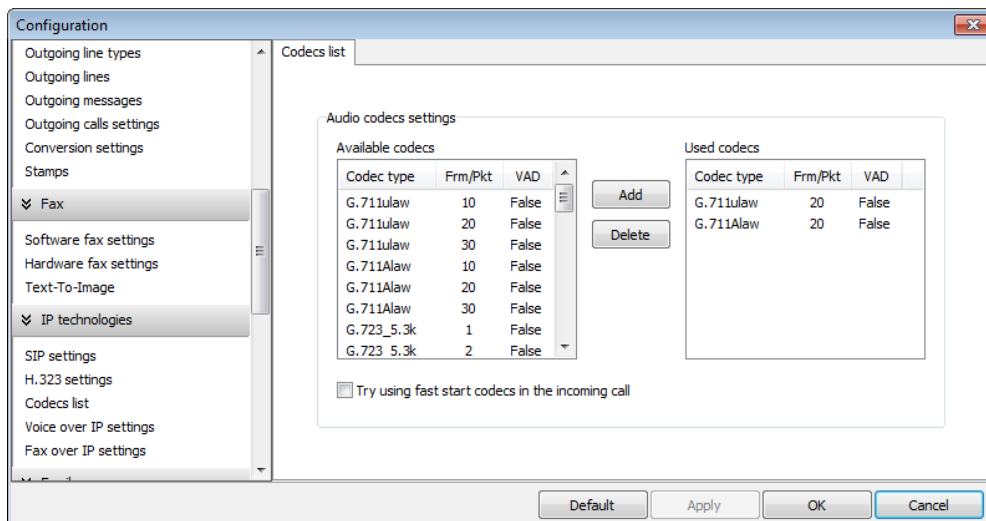 Configuration
Outgoing line types
Outgoing lines
Outgoing messages
Outgoing calls settings
Conversion settings
Stamps
Fax
Software fax settings
Hardware fax settings
Text-To-Image
IP technologies
SIP settings
H.323 settings
Codecs list
Voice over IP settings
Fax over IP settings
Codecs list
Audio codecs settings
Available codecs
Codec type Frm/Pkt VAD
G.711ulaw 10 False
G.711ulaw 20 False
G.711ulaw 30 False
G.711Alaw 10 False
G.711Alaw 20 False
G.711Alaw 30 False
G.723_5.3k 1 False
G.723_5.3k 2 False
Add
Delete
Used codecs
Codec type Frm/Pkt VAD
G.711ulaw 20 False
G.711Alaw 20 False
Try using fast start codecs in the incoming call
Default Apply OK Cancel